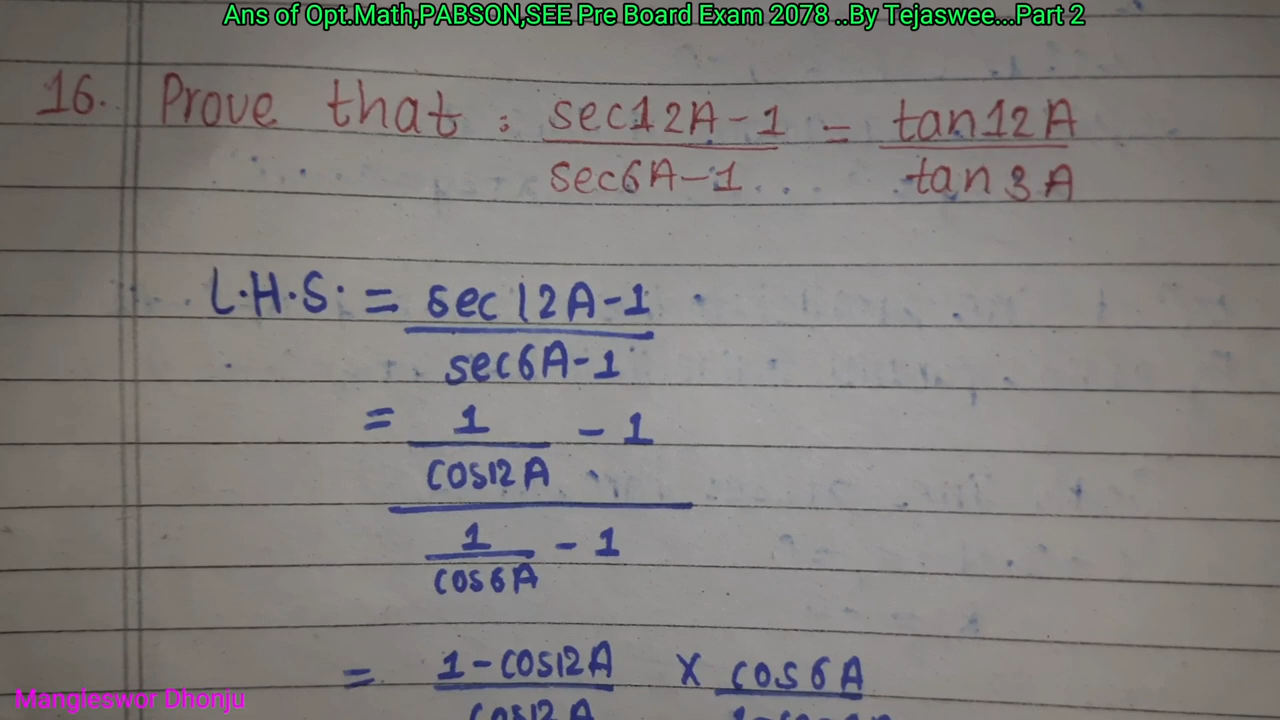 Ans of Opt.Math,PABSON,SEE Pre Board Exam 2078 ..By Tejaswee...Part 2
16. Prove that : sec12A-1 = tan12A
sec6A-1 tan3A
L.H.S. = sec12A-1
sec6A-1
= 1 - 1
cos12A
1 - 1
cos6A
= 1-cos12A X cos6A
cos12A
Mangleswor Dhonju